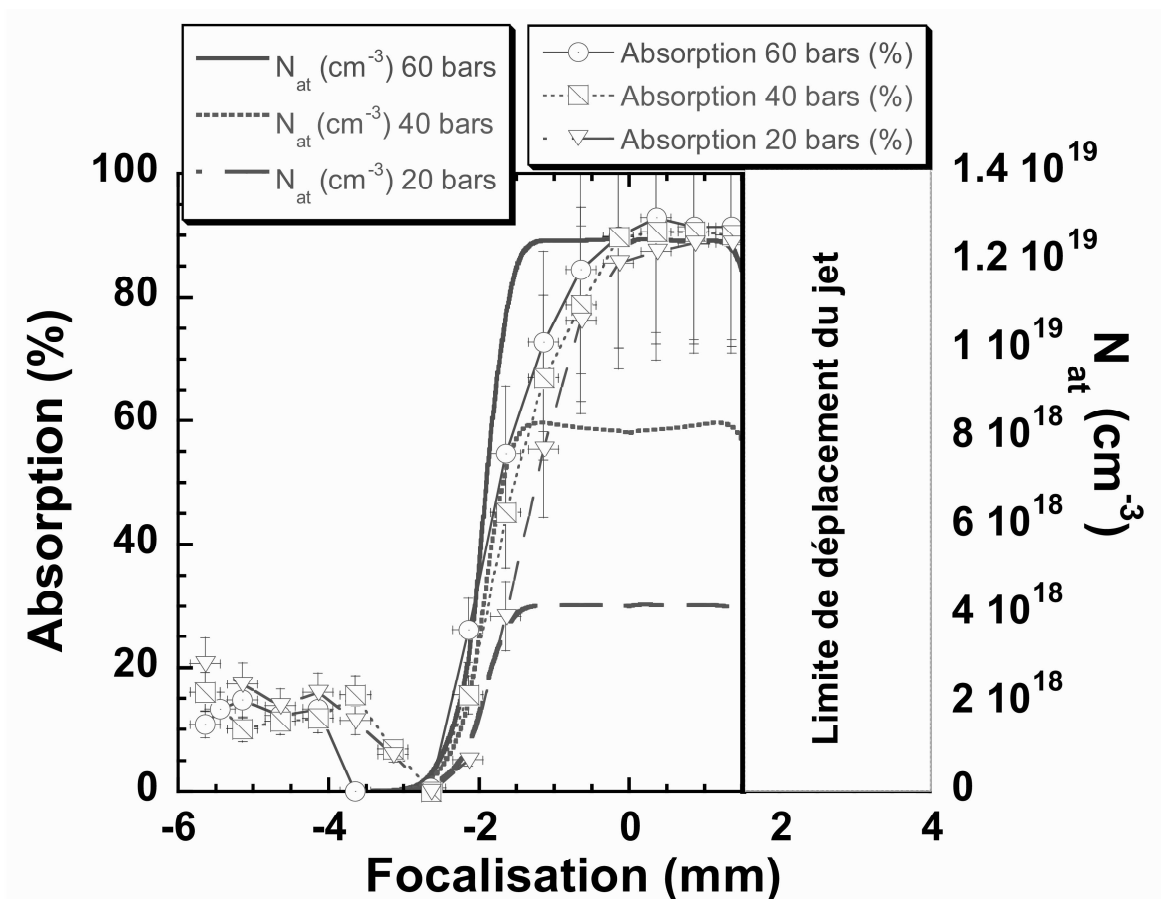 N_at (cm^-3) 60 bars
N_at (cm^-3) 40 bars
N_at (cm^-3) 20 bars
Absorption 60 bars (%)
Absorption 40 bars (%)
Absorption 20 bars (%)
Absorption (%)
100
80
60
40
20
0
-6
-4
-2
0
2
4
Focalisation (mm)
Limite de déplacement du jet
1.4 10^19
1.2 10^19
1 10^19
8 10^18
6 10^18
4 10^18
2 10^18
0
N_at (cm^-3)